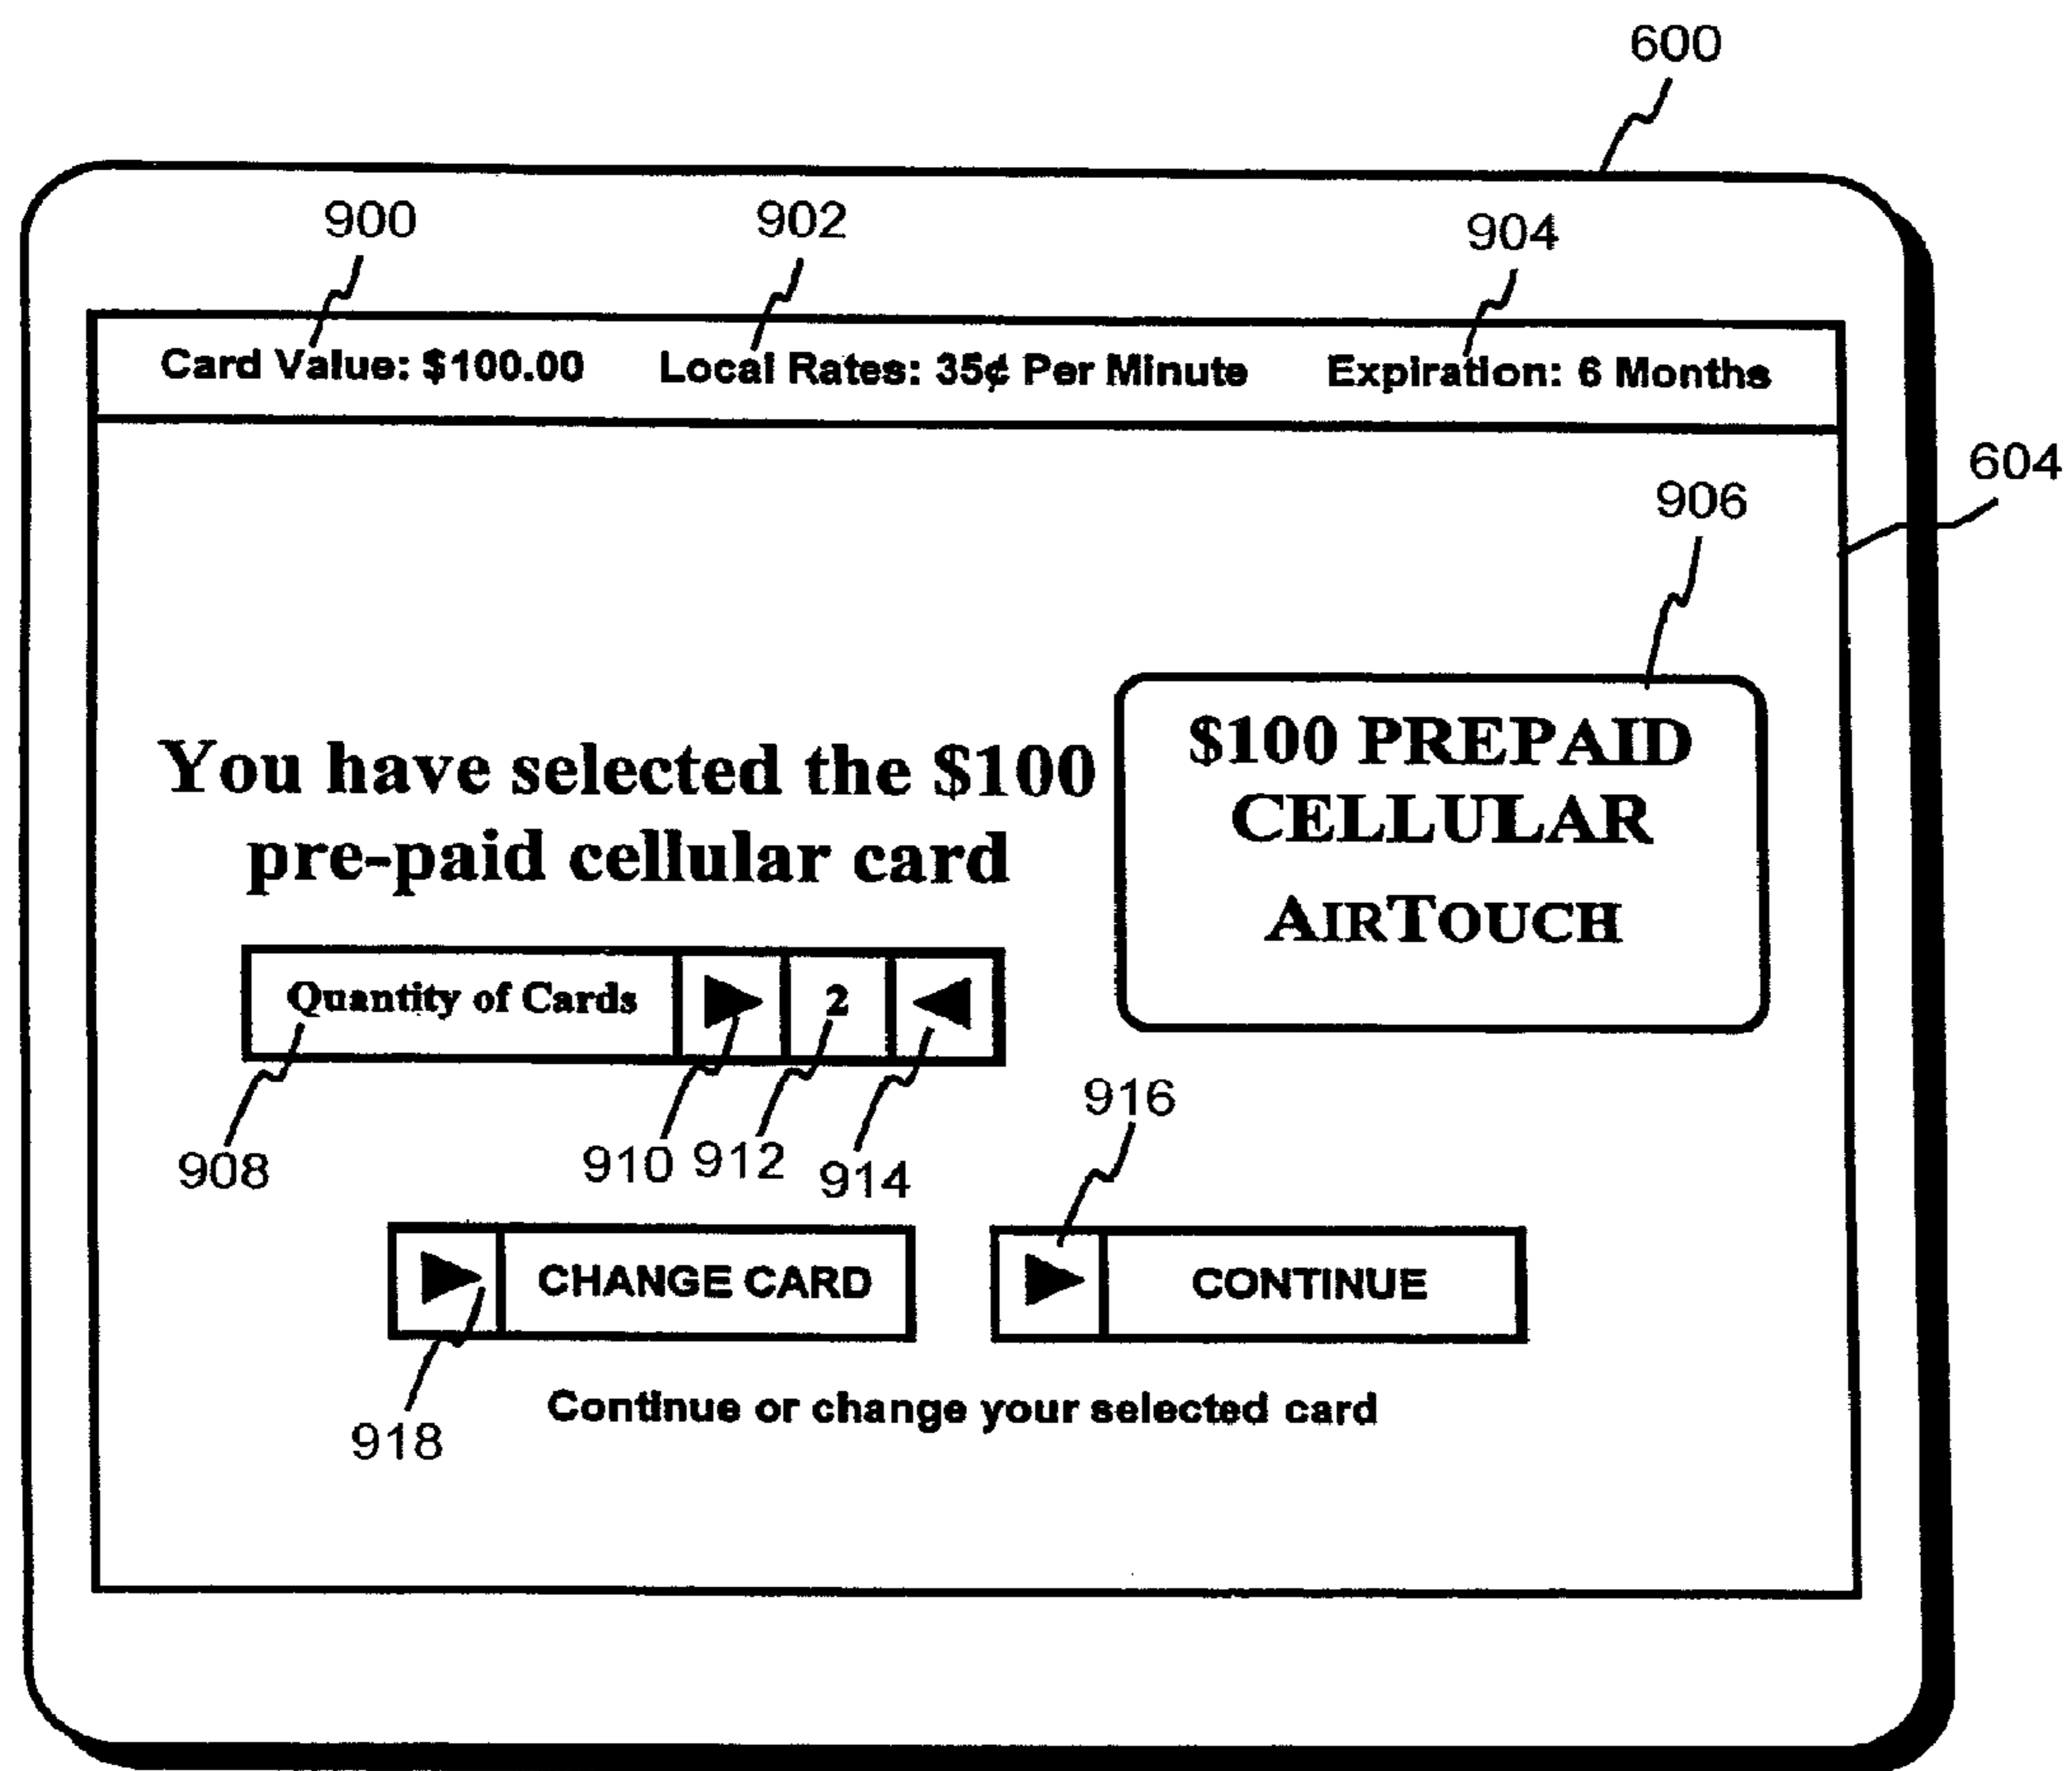 600
900 902 904
Card Value: $100.00 Local Rates: 35¢ Per Minute Expiration: 6 Months
604
906
You have selected the $100
pre-paid cellular card
$100 PREPAID
CELLULAR
AIRTOUCH
Quantity of Cards 2
908 910 912 914
916
CHANGE CARD CONTINUE
918
Continue or change your selected card